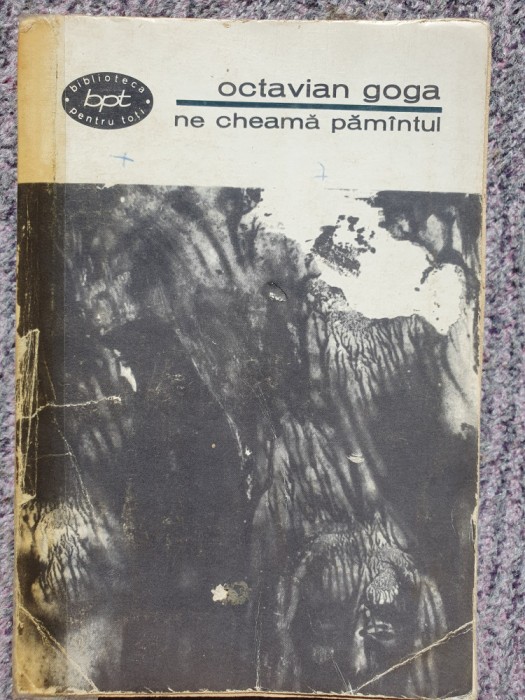 biblioteca
bpt
pentru toți
octavian goga
ne cheamă pămîntul